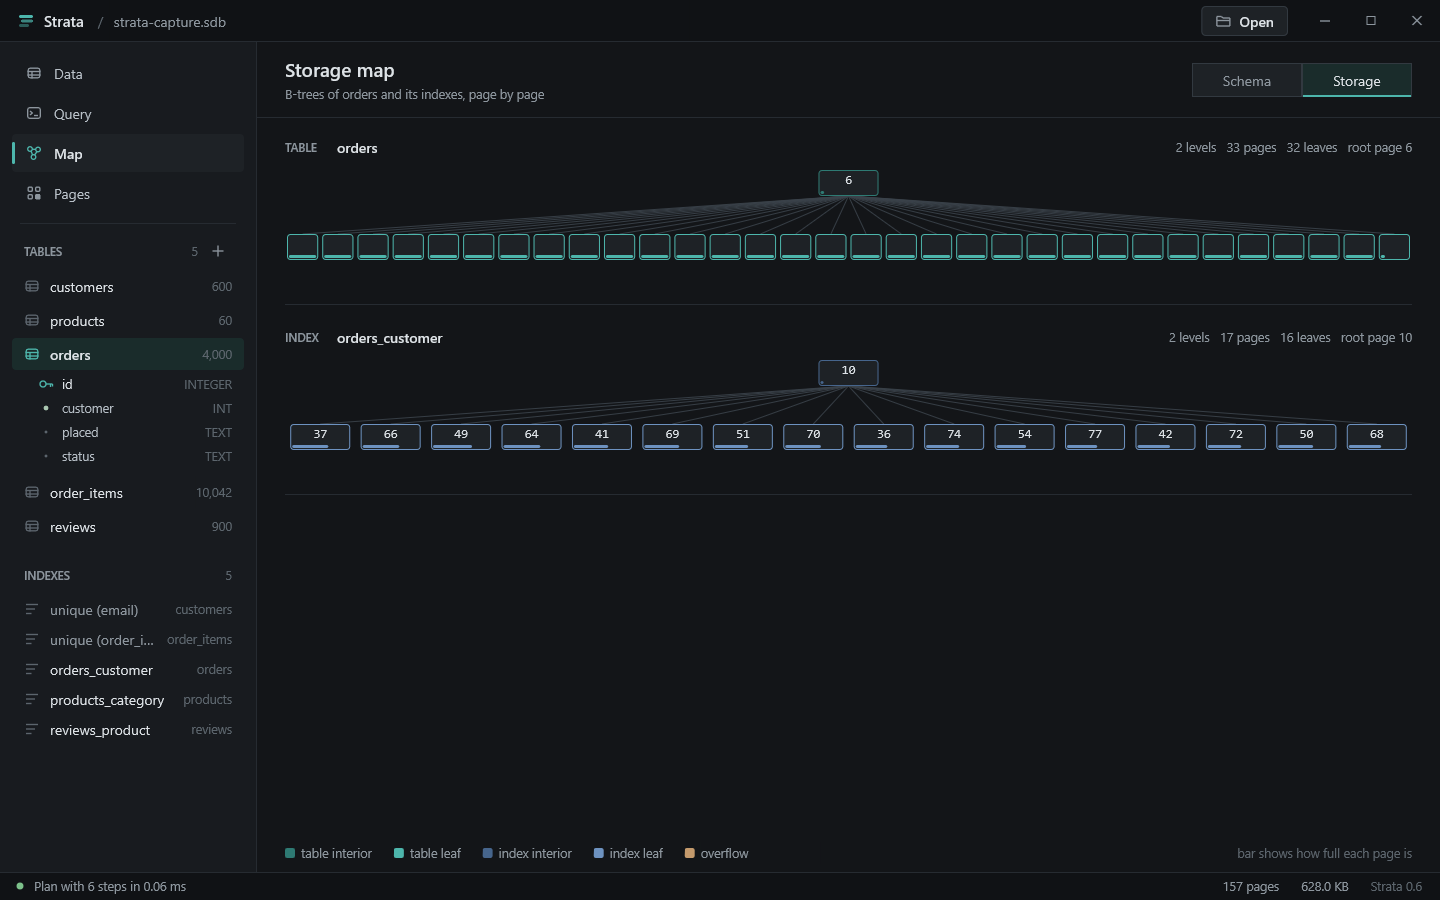 Strata / strata-capture.sdb
Open
Data
Query
Map
Pages
TABLES 5
customers 600
products 60
orders 4,000
id INTEGER
customer INT
placed TEXT
status TEXT
order_items 10,042
reviews 900
INDEXES 5
unique (email) customers
unique (order_i... order_items
orders_customer orders
products_category products
reviews_product reviews
Storage map
B-trees of orders and its indexes, page by page
Schema Storage
TABLE orders 2 levels 33 pages 32 leaves root page 6
6
INDEX orders_customer 2 levels 17 pages 16 leaves root page 10
10
37 66 49 64 41 69 51 70 36 74 54 77 42 72 50 68
table interior table leaf index interior index leaf overflow bar shows how full each page is
Plan with 6 steps in 0.06 ms 157 pages 628.0 KB Strata 0.6